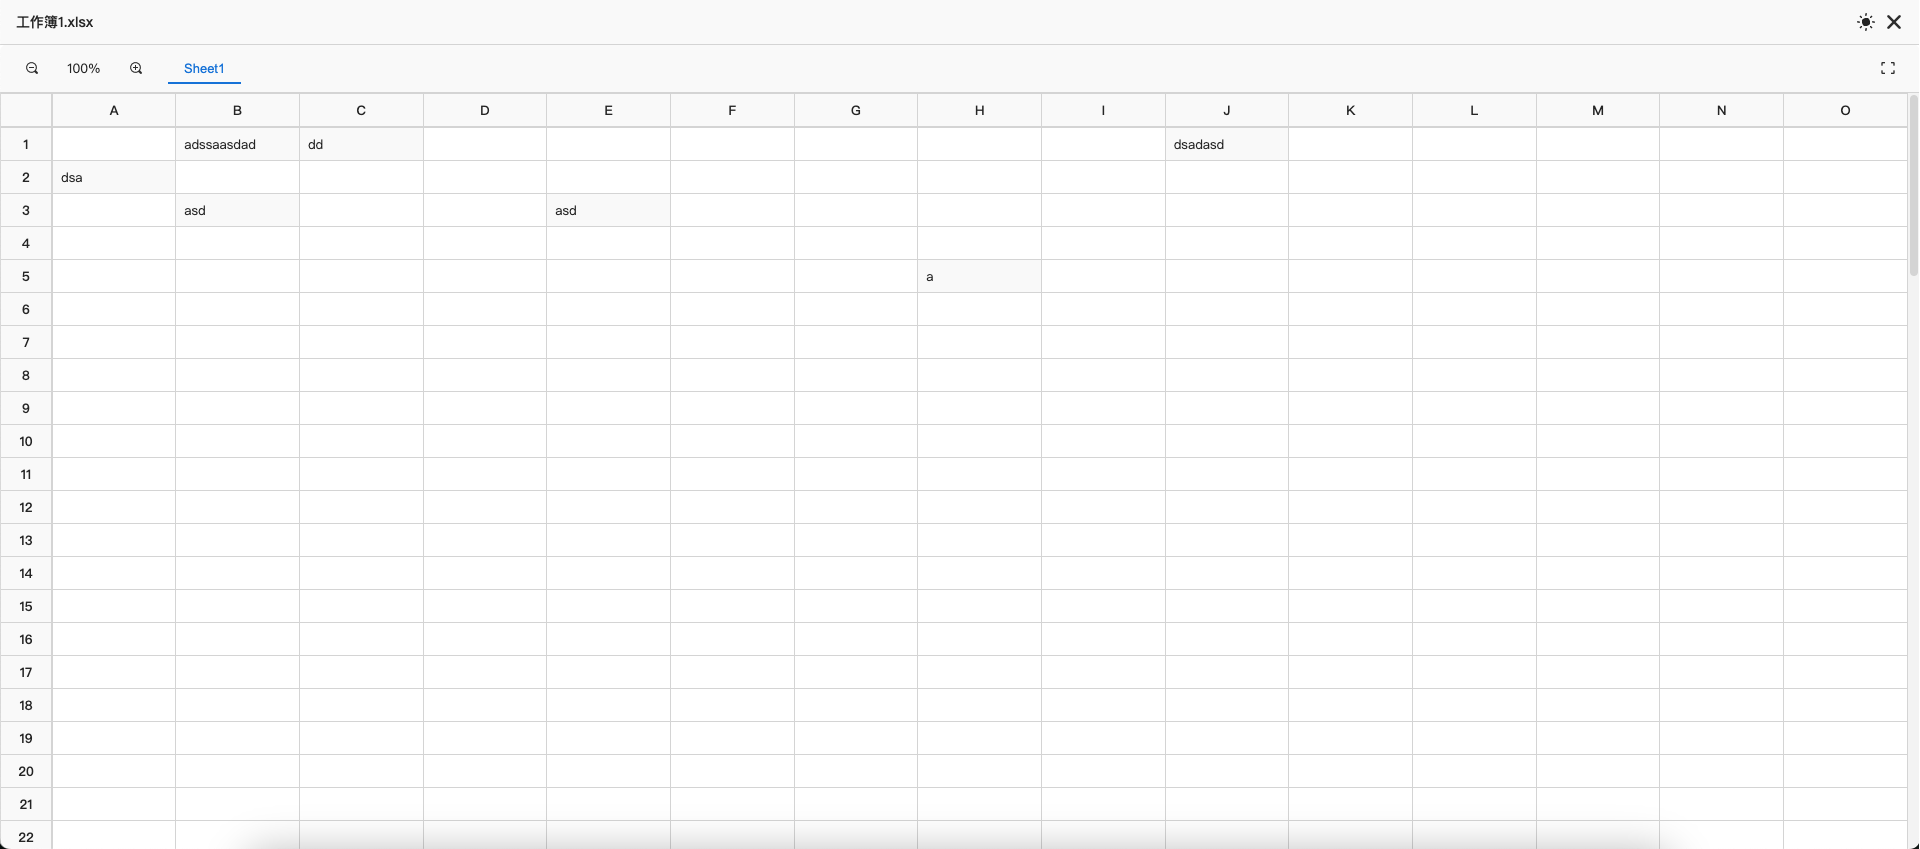 工作簿1.xlsx
100% Sheet1
A B C D E F G H I J K L M N O
1 adssaasdad dd dsadasd
2 dsa
3 asd asd
4
5 a
6
7
8
9
10
11
12
13
14
15
16
17
18
19
20
21
22